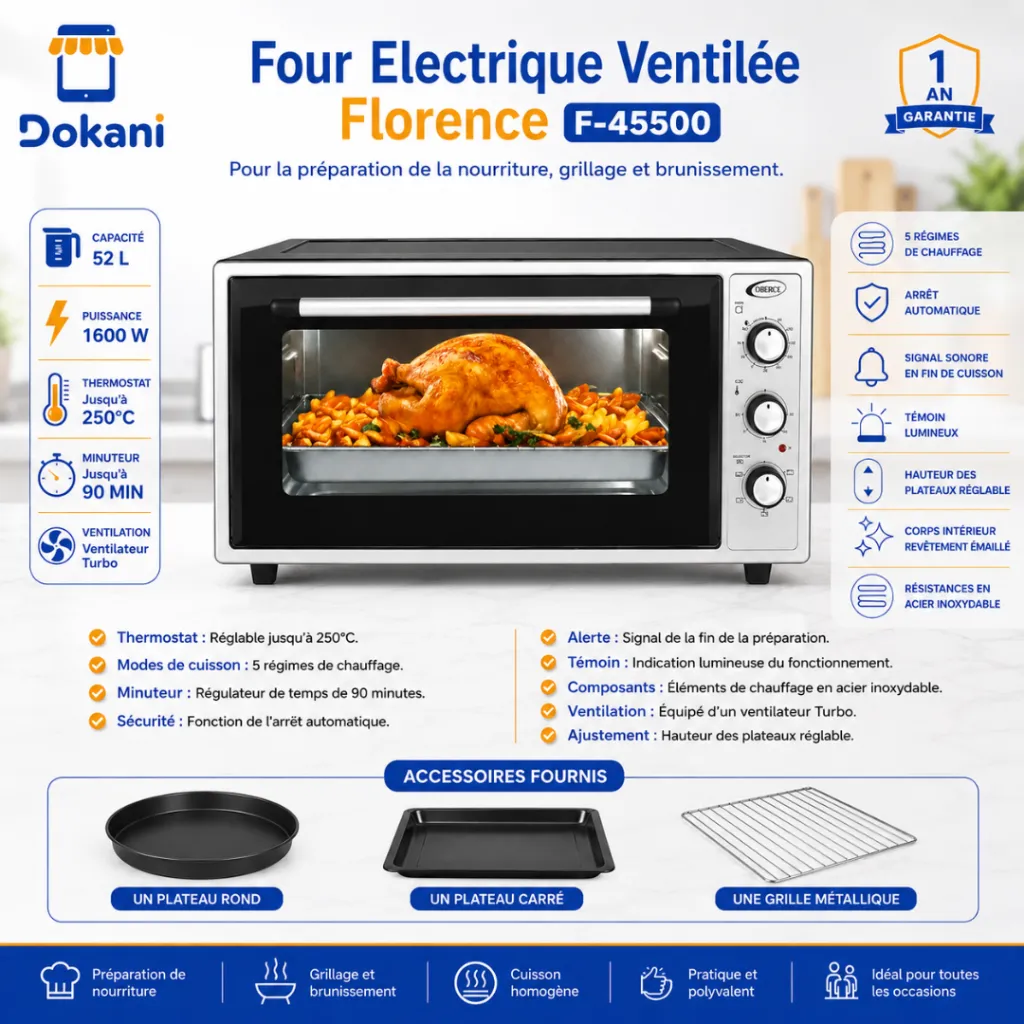 Dokani
Four Electrique Ventilée
Florence F-45500
Pour la préparation de la nourriture, grillage et brunissement.
1
AN
GARANTIE
CAPACITÉ
52 L
PUISSANCE
1600 W
THERMOSTAT
Jusqu'à
250°C
MINUTEUR
Jusqu'à
90 MIN
VENTILATION
Ventilateur
Turbo
OBERCE
5 RÉGIMES
DE CHAUFFAGE
ARRÊT
AUTOMATIQUE
SIGNAL SONORE
EN FIN DE CUISSON
TÉMOIN
LUMINEUX
HAUTEUR DES
PLATEAUX RÉGLABLE
CORPS INTÉRIEUR
REVÊTEMENT ÉMAILLÉ
RÉSISTANCES EN
ACIER INOXYDABLE
Thermostat : Réglable jusqu'à 250°C.
Modes de cuisson : 5 régimes de chauffage.
Minuteur : Régulateur de temps de 90 minutes.
Sécurité : Fonction de l'arrêt automatique.
Alerte : Signal de la fin de la préparation.
Témoin : Indication lumineuse du fonctionnement.
Composants : Éléments de chauffage en acier inoxydable.
Ventilation : Équipé d'un ventilateur Turbo.
Ajustement : Hauteur des plateaux réglable.
ACCESSOIRES FOURNIS
UN PLATEAU ROND
UN PLATEAU CARRÉ
UNE GRILLE MÉTALLIQUE
Préparation de
nourriture
Grillage et
brunissement
Cuisson
homogène
Pratique et
polyvalent
Idéal pour toutes
les occasions